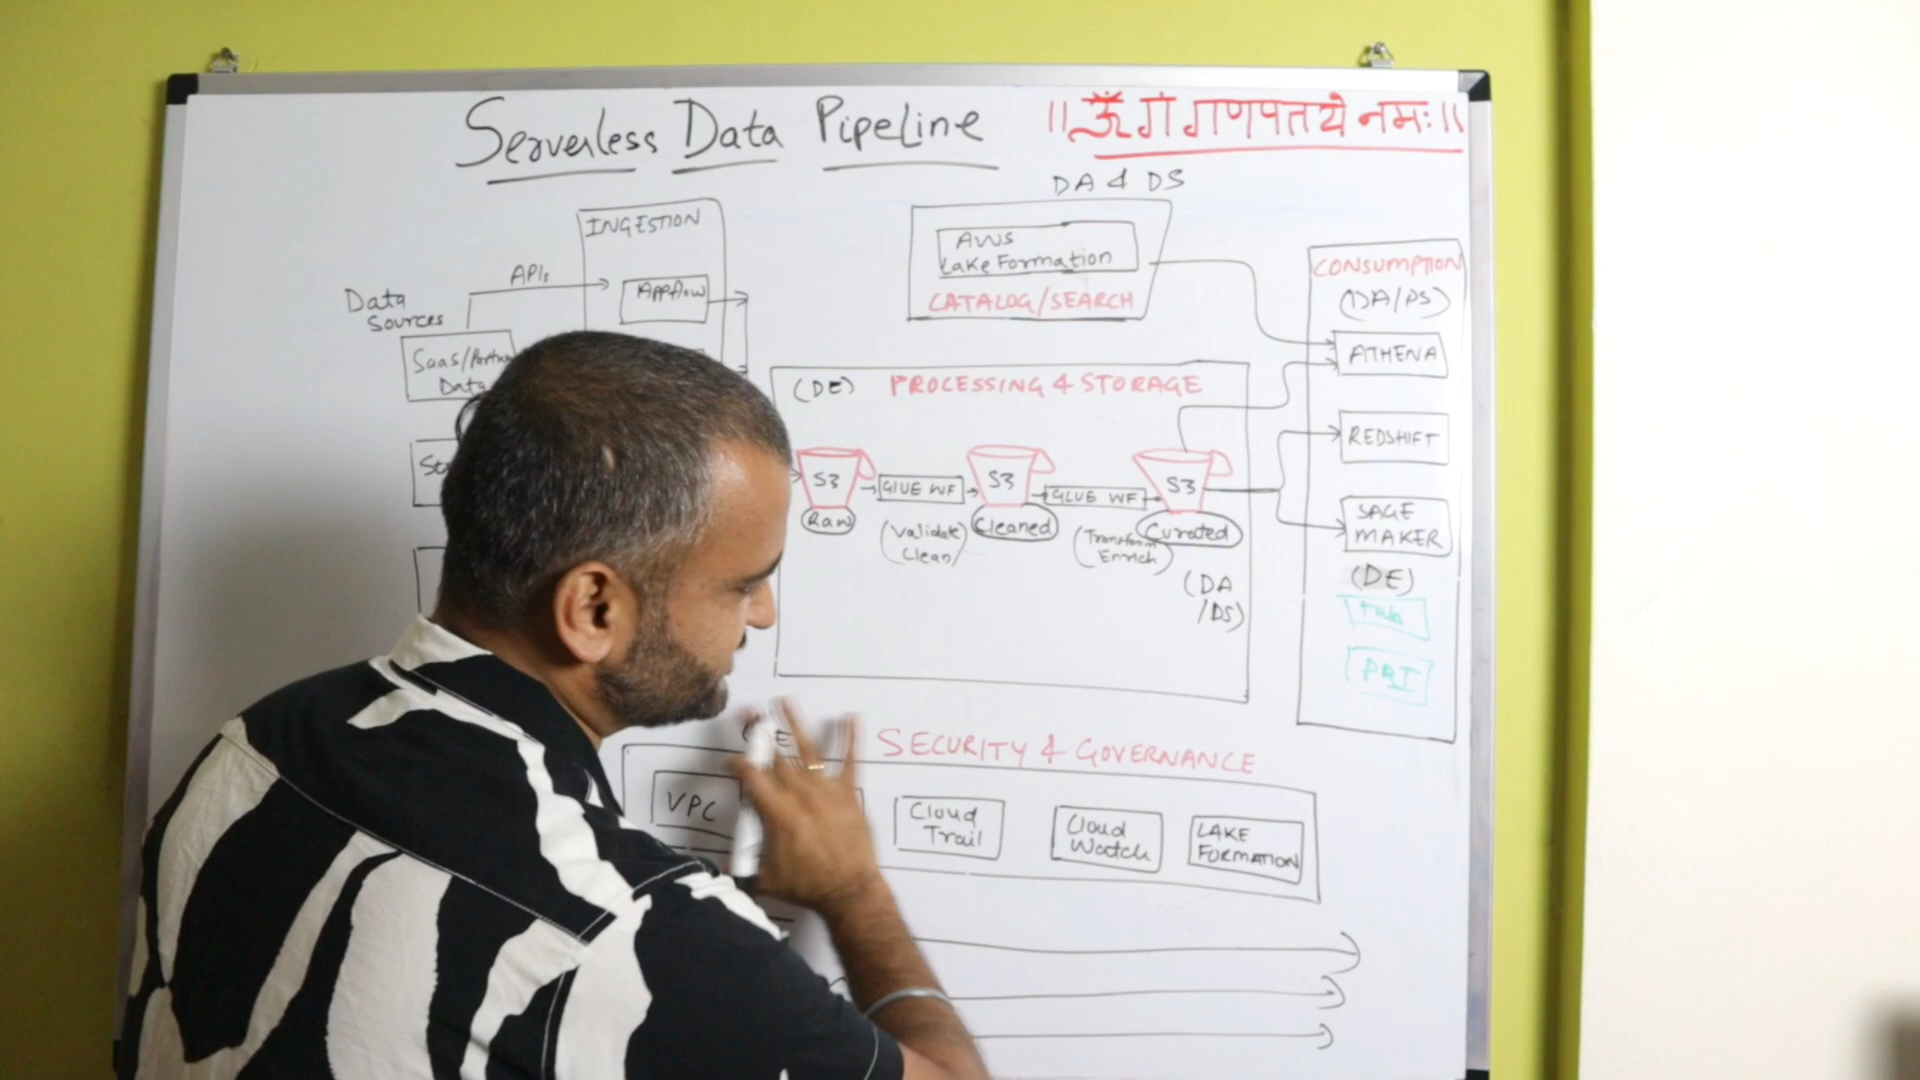 Serverless Data Pipeline
|| ॐ गं गणपतये नमः ||
DA & DS
INGESTION
APIs
Appflow
Data
Sources
Saas/
Data
AWS
Lake Formation
CATALOG/SEARCH
CONSUMPTION
(DA/DS)
ATHENA
REDSHIFT
SAGE
MAKER
(DE)
(DE) PROCESSING & STORAGE
S3
Raw
GLUE WF
(Validate
Clean)
S3
Cleaned
GLUE WF
(Transform
Enrich)
S3
Curated
(DA
/DS)
SECURITY & GOVERNANCE
VPC
Cloud
Trail
Cloud
Watch
LAKE
FORMATION